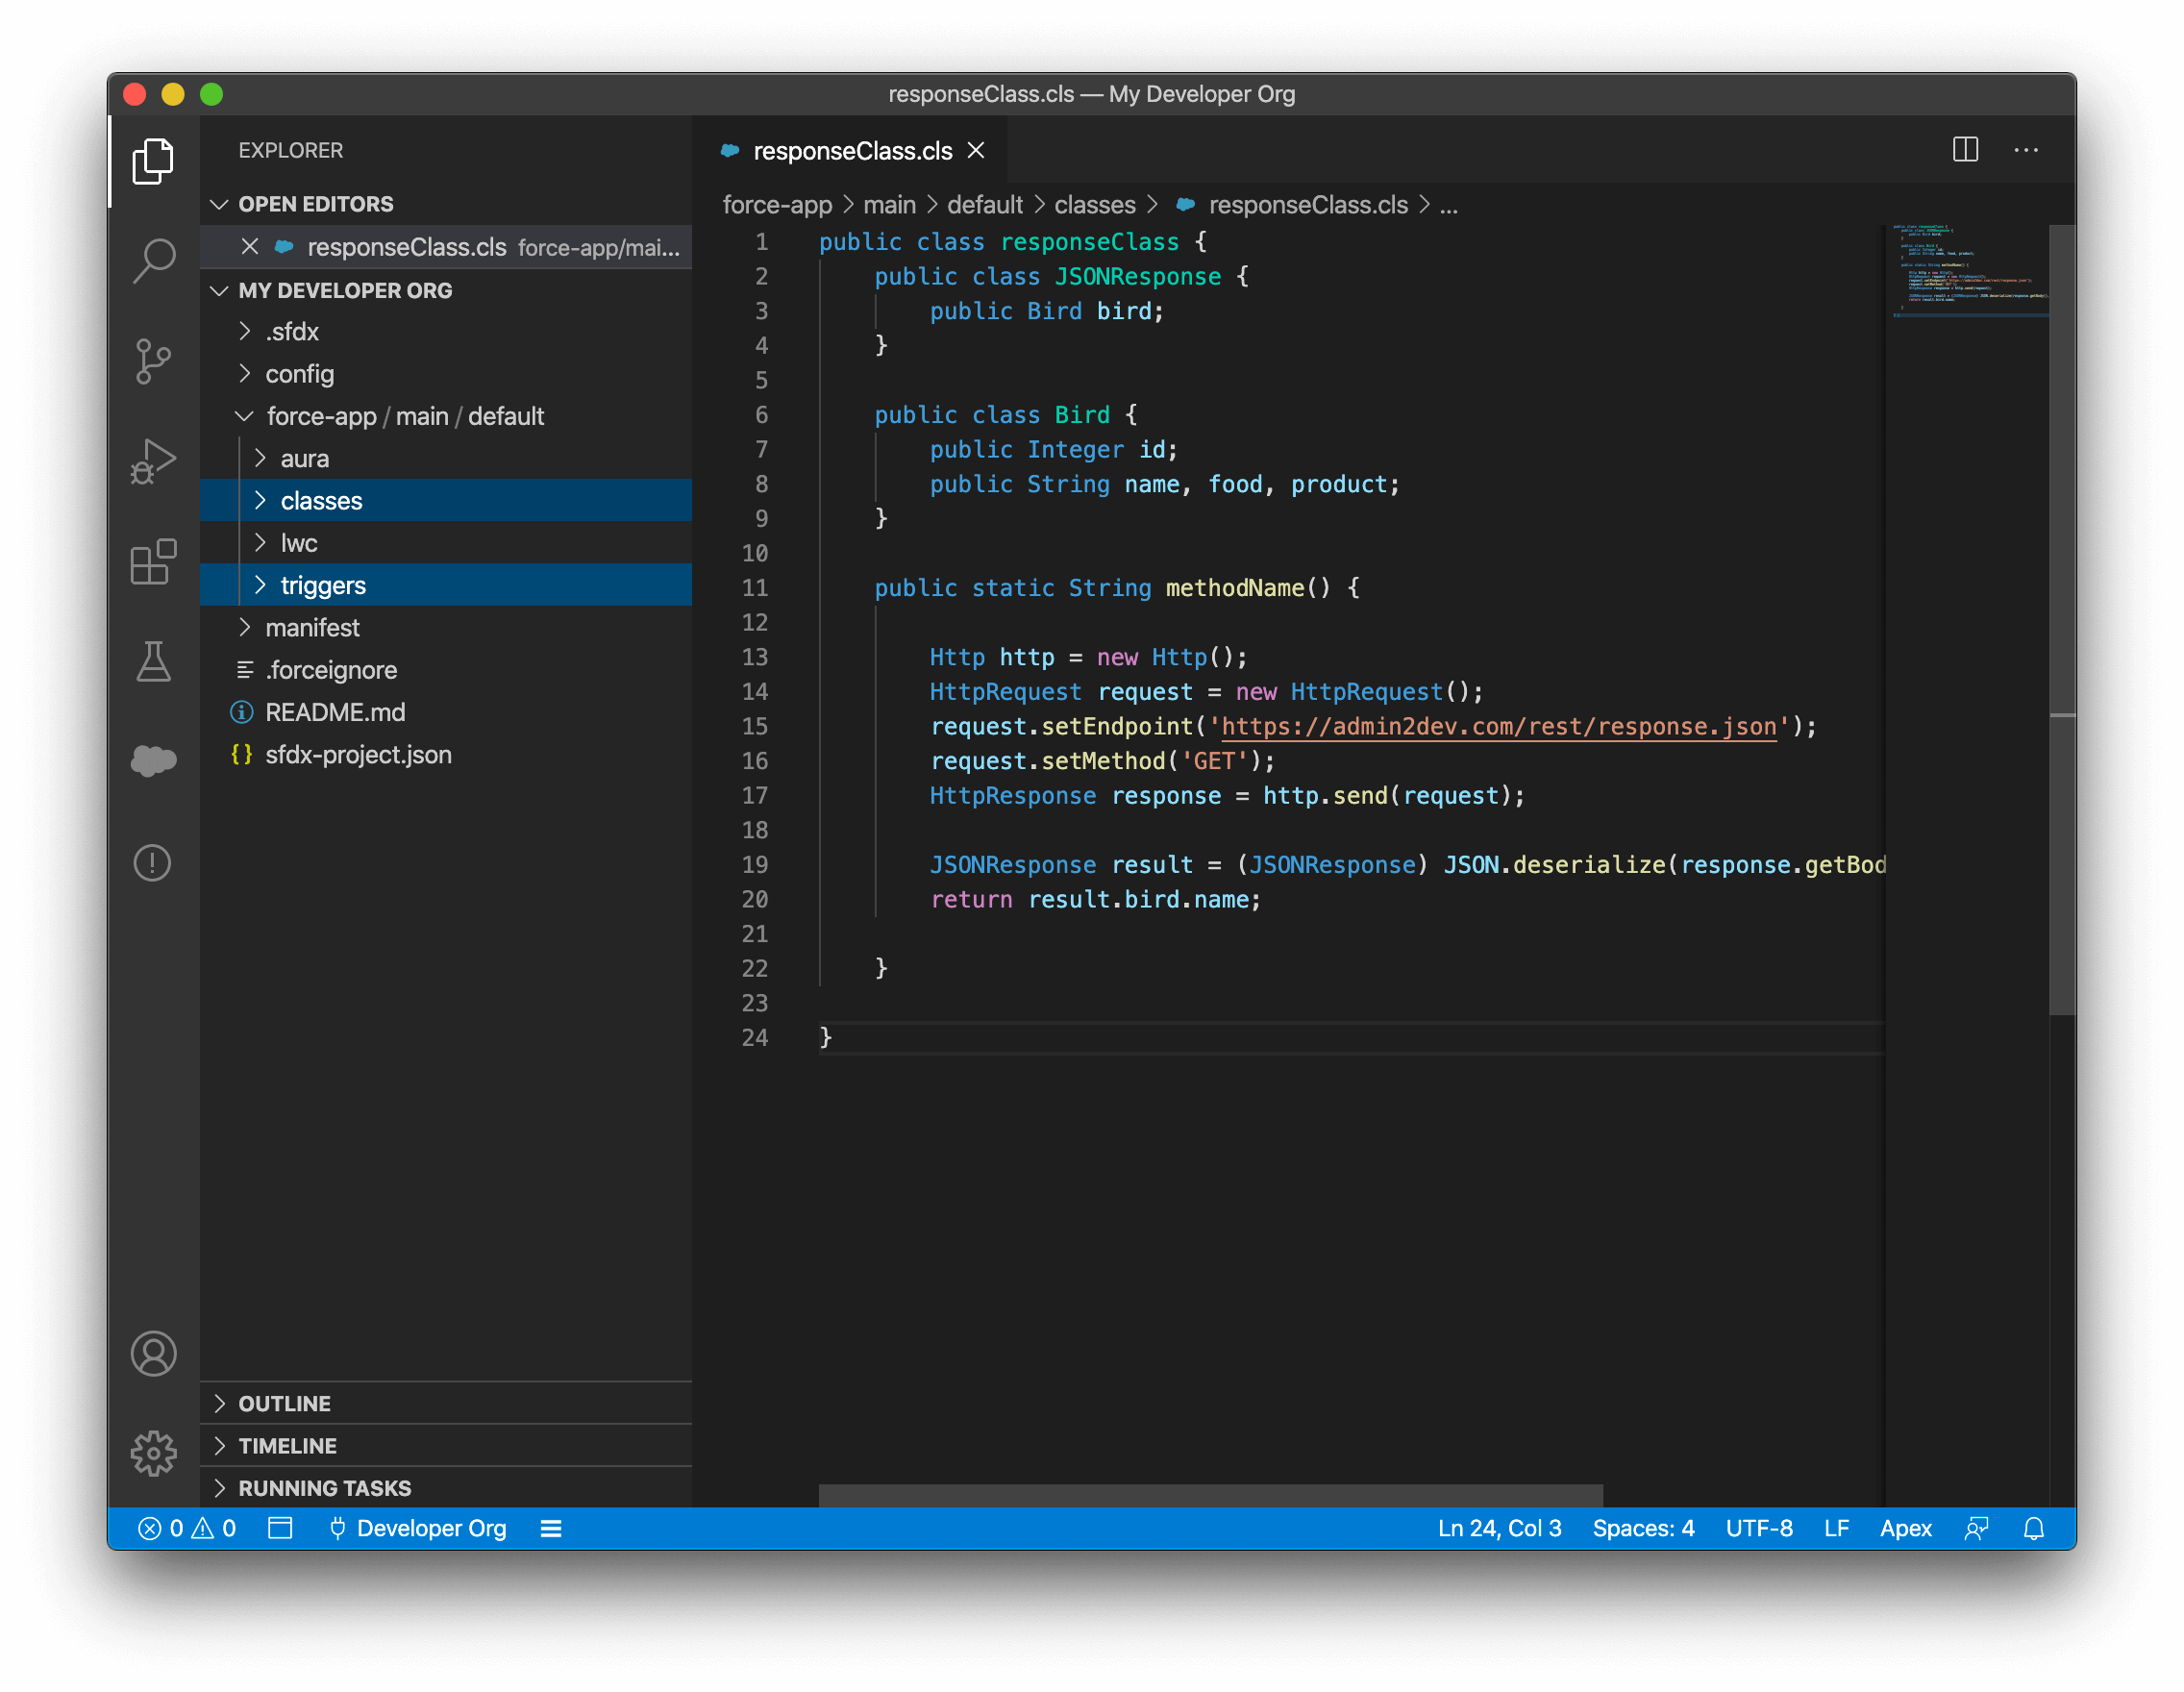 responseClass.cls — My Developer Org
EXPLORER
OPEN EDITORS
responseClass.cls force-app/mai...
MY DEVELOPER ORG
.sfdx
config
force-app / main / default
aura
classes
lwc
triggers
manifest
.forceignore
README.md
sfdx-project.json
OUTLINE
TIMELINE
RUNNING TASKS
responseClass.cls
force-app > main > default > classes > responseClass.cls > ...
1 public class responseClass {
2     public class JSONResponse {
3         public Bird bird;
4     }
5
6     public class Bird {
7         public Integer id;
8         public String name, food, product;
9     }
10
11     public static String methodName() {
12
13         Http http = new Http();
14         HttpRequest request = new HttpRequest();
15         request.setEndpoint('https://admin2dev.com/rest/response.json');
16         request.setMethod('GET');
17         HttpResponse response = http.send(request);
18
19         JSONResponse result = (JSONResponse) JSON.deserialize(response.getBod
20         return result.bird.name;
21
22     }
23
24 }
0 0 Developer Org
Ln 24, Col 3 Spaces: 4 UTF-8 LF Apex